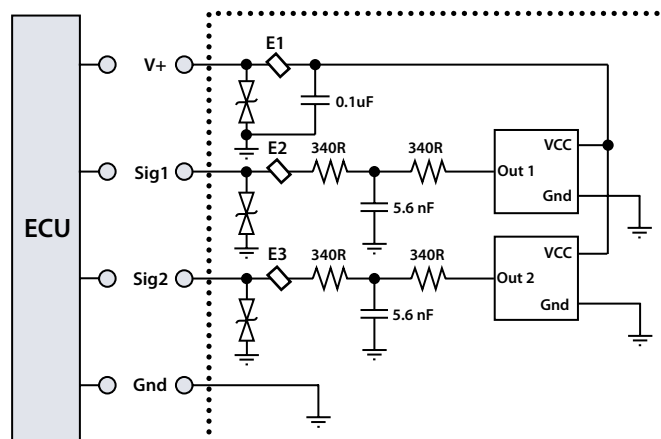 E1
V+
0.1uF
VCC
E2
340R
340R
Sig1
Out 1
Gnd
5.6 nF
ECU
E3
340R
340R
VCC
Sig2
Out 2
Gnd
5.6 nF
Gnd